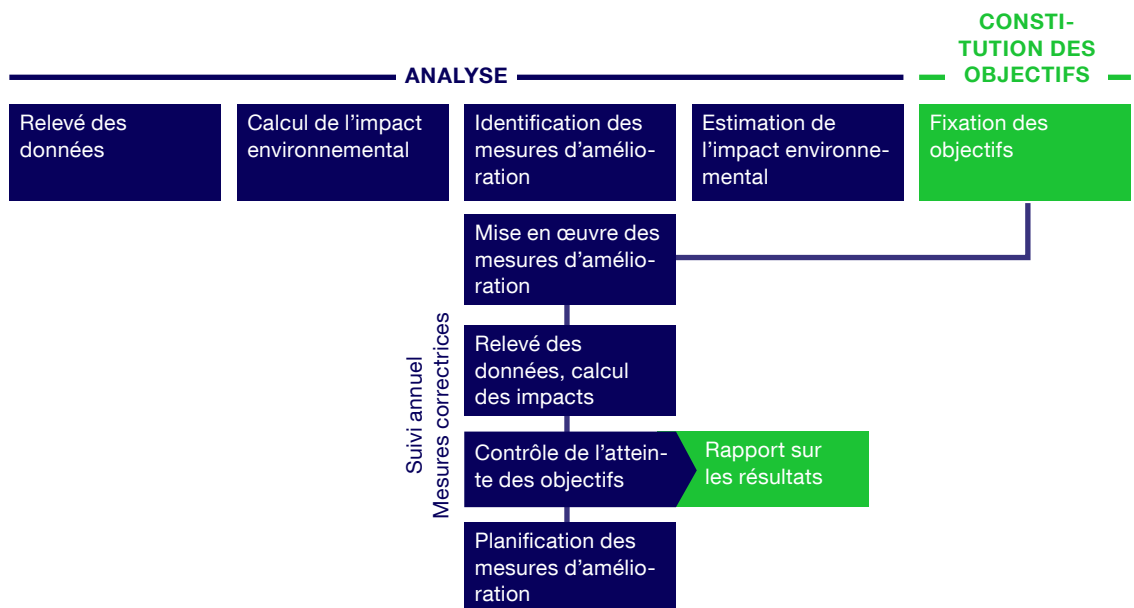 CONSTI-
TUTION DES
OBJECTIFS
ANALYSE
Relevé des
données
Calcul de l’impact
environnemental
Identification des
mesures d’amélio-
ration
Estimation de
l’impact environne-
mental
Fixation des
objectifs
Mise en œuvre des
mesures d’amélio-
ration
Suivi annuel
Mesures correctrices
Relevé des
données, calcul
des impacts
Contrôle de l’attein-
te des objectifs
Rapport sur
les résultats
Planification des
mesures d’amélio-
ration